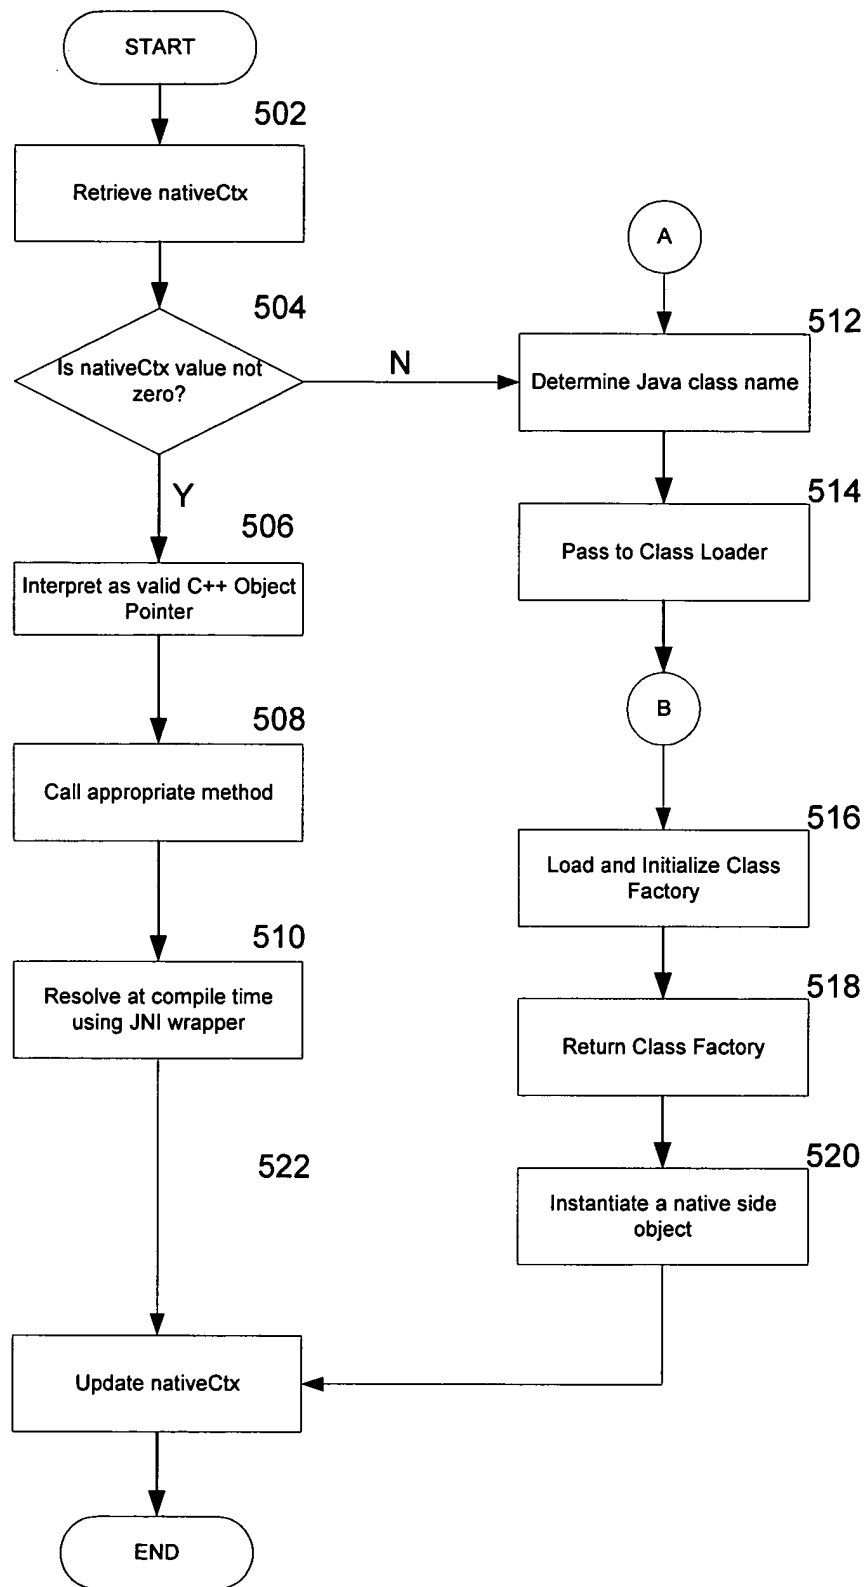 START
502
Retrieve nativeCtx
504
Is nativeCtx value not
zero?
N
Y
506
Interpret as valid C++ Object
Pointer
508
Call appropriate method
510
Resolve at compile time
using JNI wrapper
522
Update nativeCtx
END
A
512
Determine Java class name
514
Pass to Class Loader
B
516
Load and Initialize Class
Factory
518
Return Class Factory
520
Instantiate a native side
object